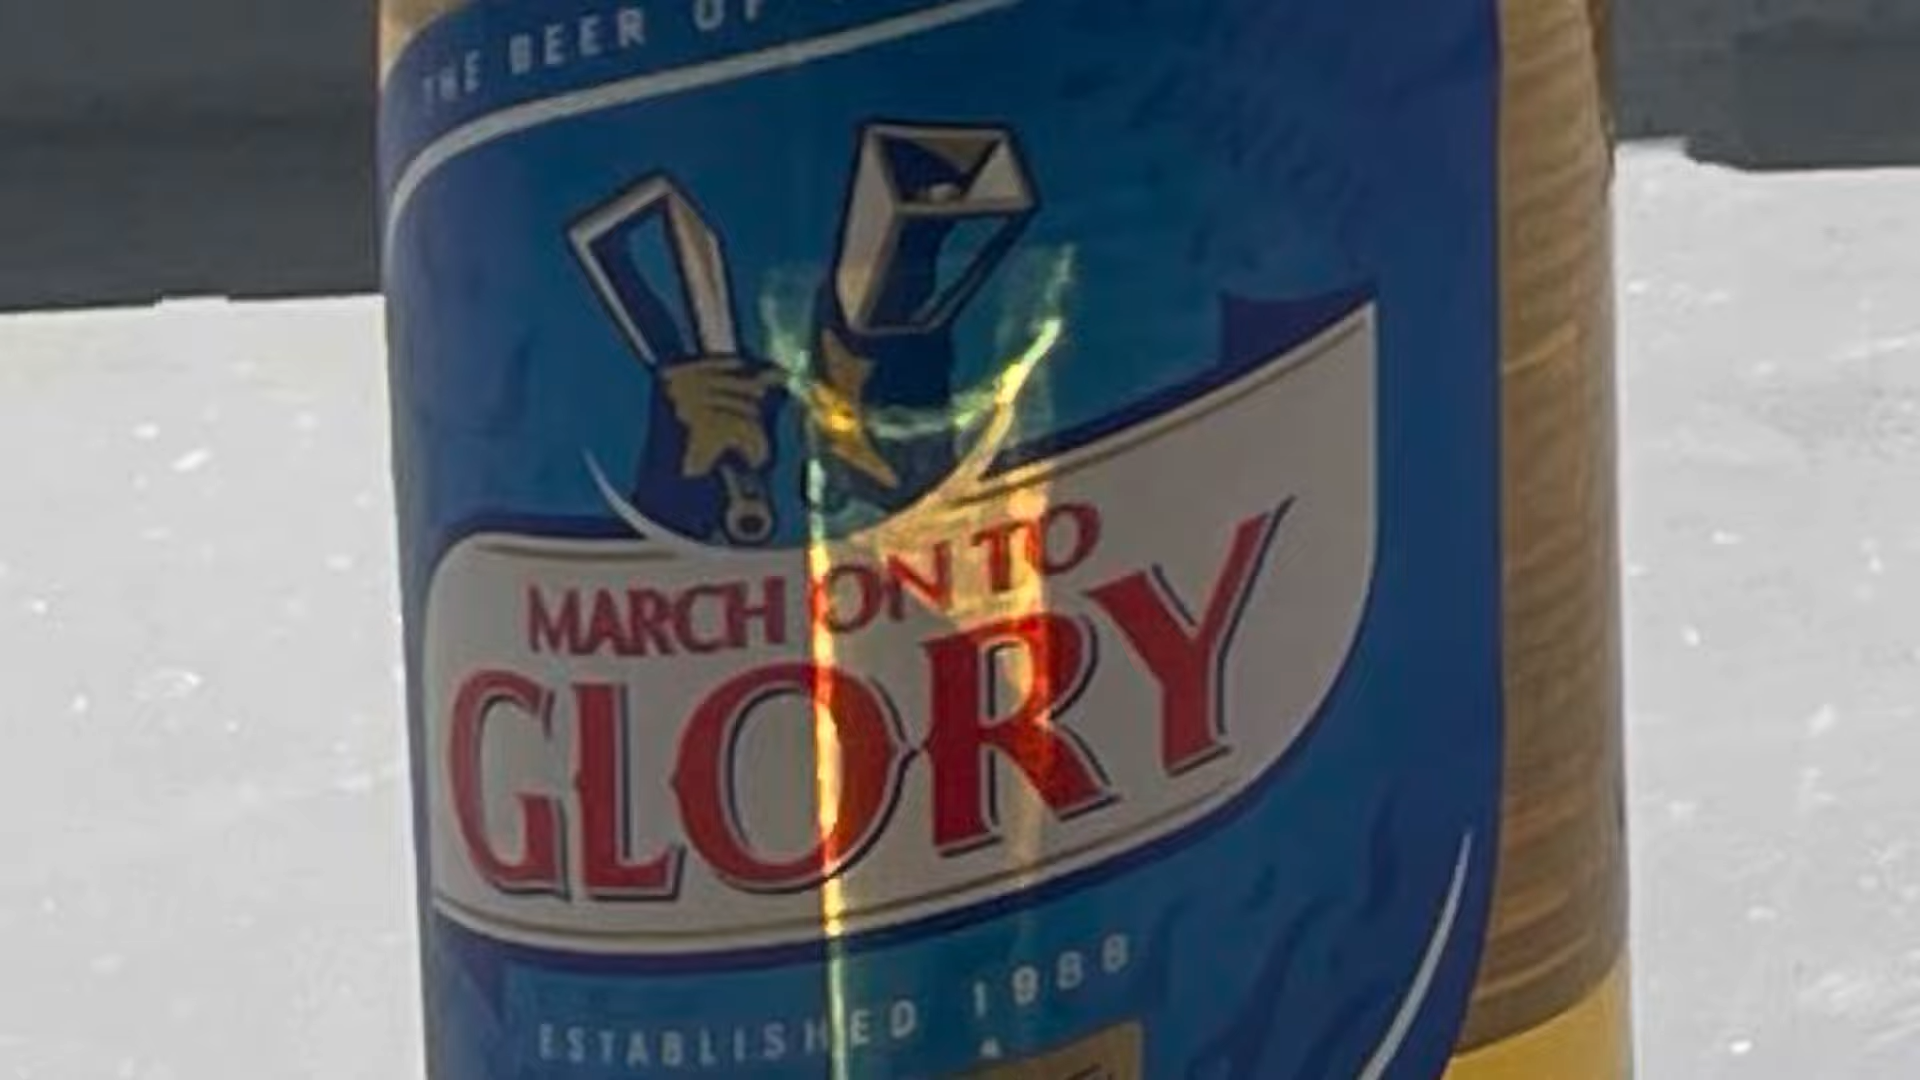 THE BEER OF
MARCH ON TO
GLORY
ESTABLISHED 1988